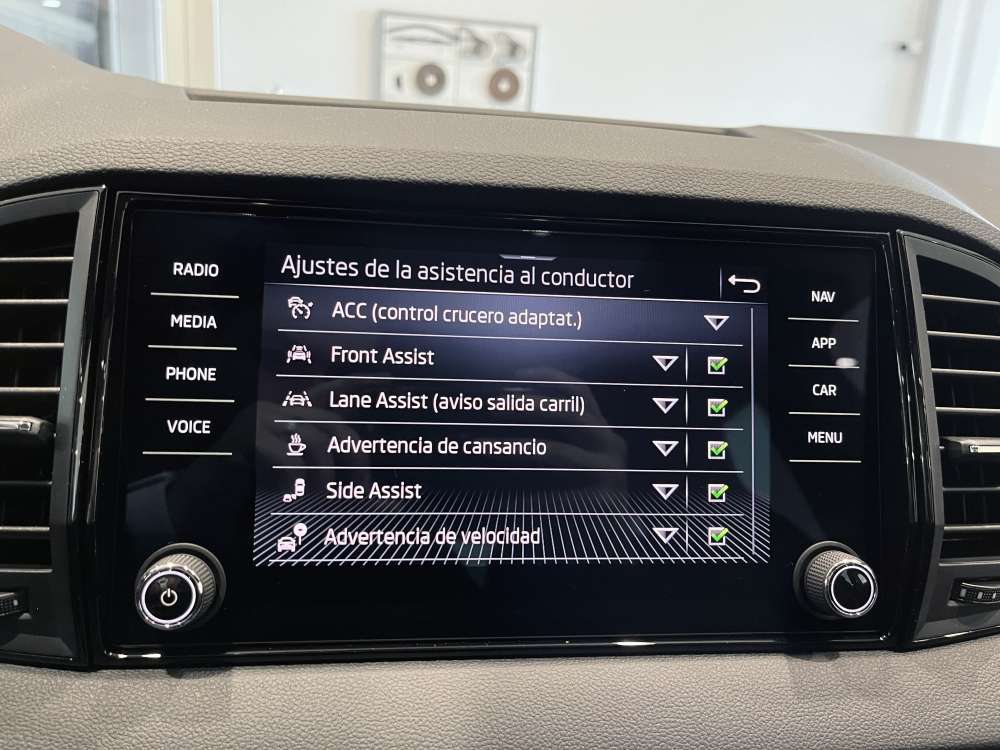 Ajustes de la asistencia al conductor
RADIO
MEDIA
PHONE
VOICE
ACC (control crucero adaptat.)
Front Assist
Lane Assist (aviso salida carril)
Advertencia de cansancio
Side Assist
Advertencia de velocidad
NAV
APP
CAR
MENU